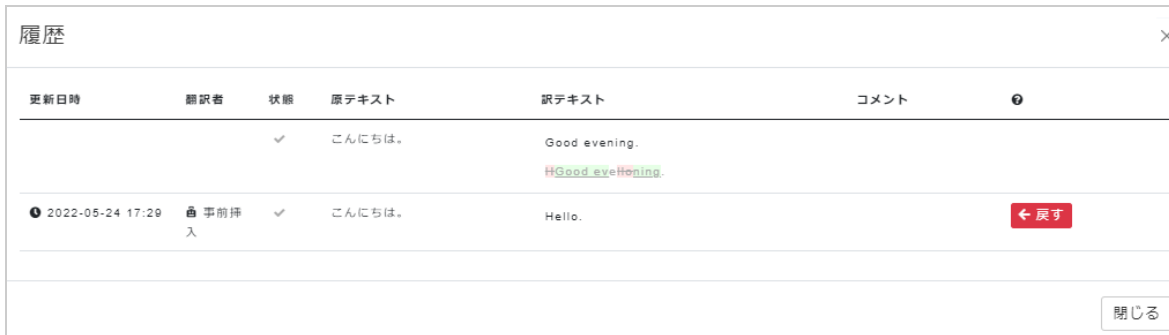 履歴
更新日時 翻訳者 状態 原テキスト 訳テキスト コメント
こんにちは。 Good evening.
HGood evelloning.
2022-05-24 17:29 事前挿入 こんにちは。 Hello. 戻す
閉じる